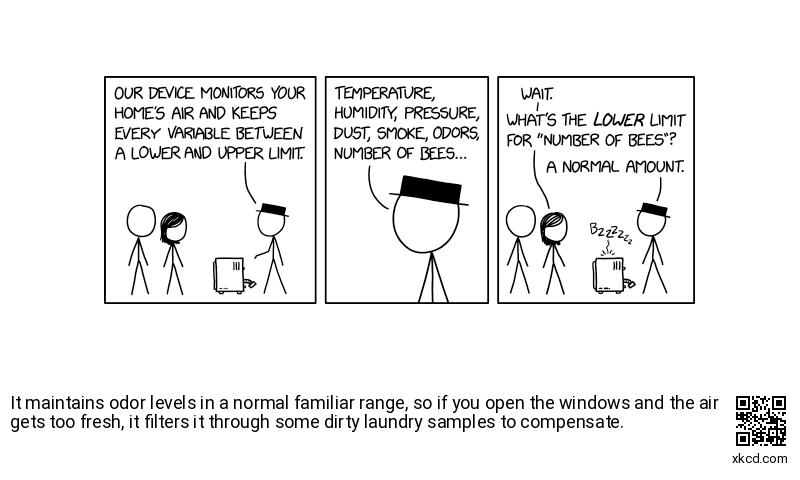 OUR DEVICE MONITORS YOUR
HOME'S AIR AND KEEPS
EVERY VARIABLE BETWEEN
A LOWER AND UPPER LIMIT.
TEMPERATURE,
HUMIDITY, PRESSURE,
DUST, SMOKE, ODORS,
NUMBER OF BEES...
WAIT.
WHAT'S THE LOWER LIMIT
FOR "NUMBER OF BEES"?
A NORMAL AMOUNT.
BZZZZZZ
It maintains odor levels in a normal familiar range, so if you open the windows and the air
gets too fresh, it filters it through some dirty laundry samples to compensate.
xkcd.com